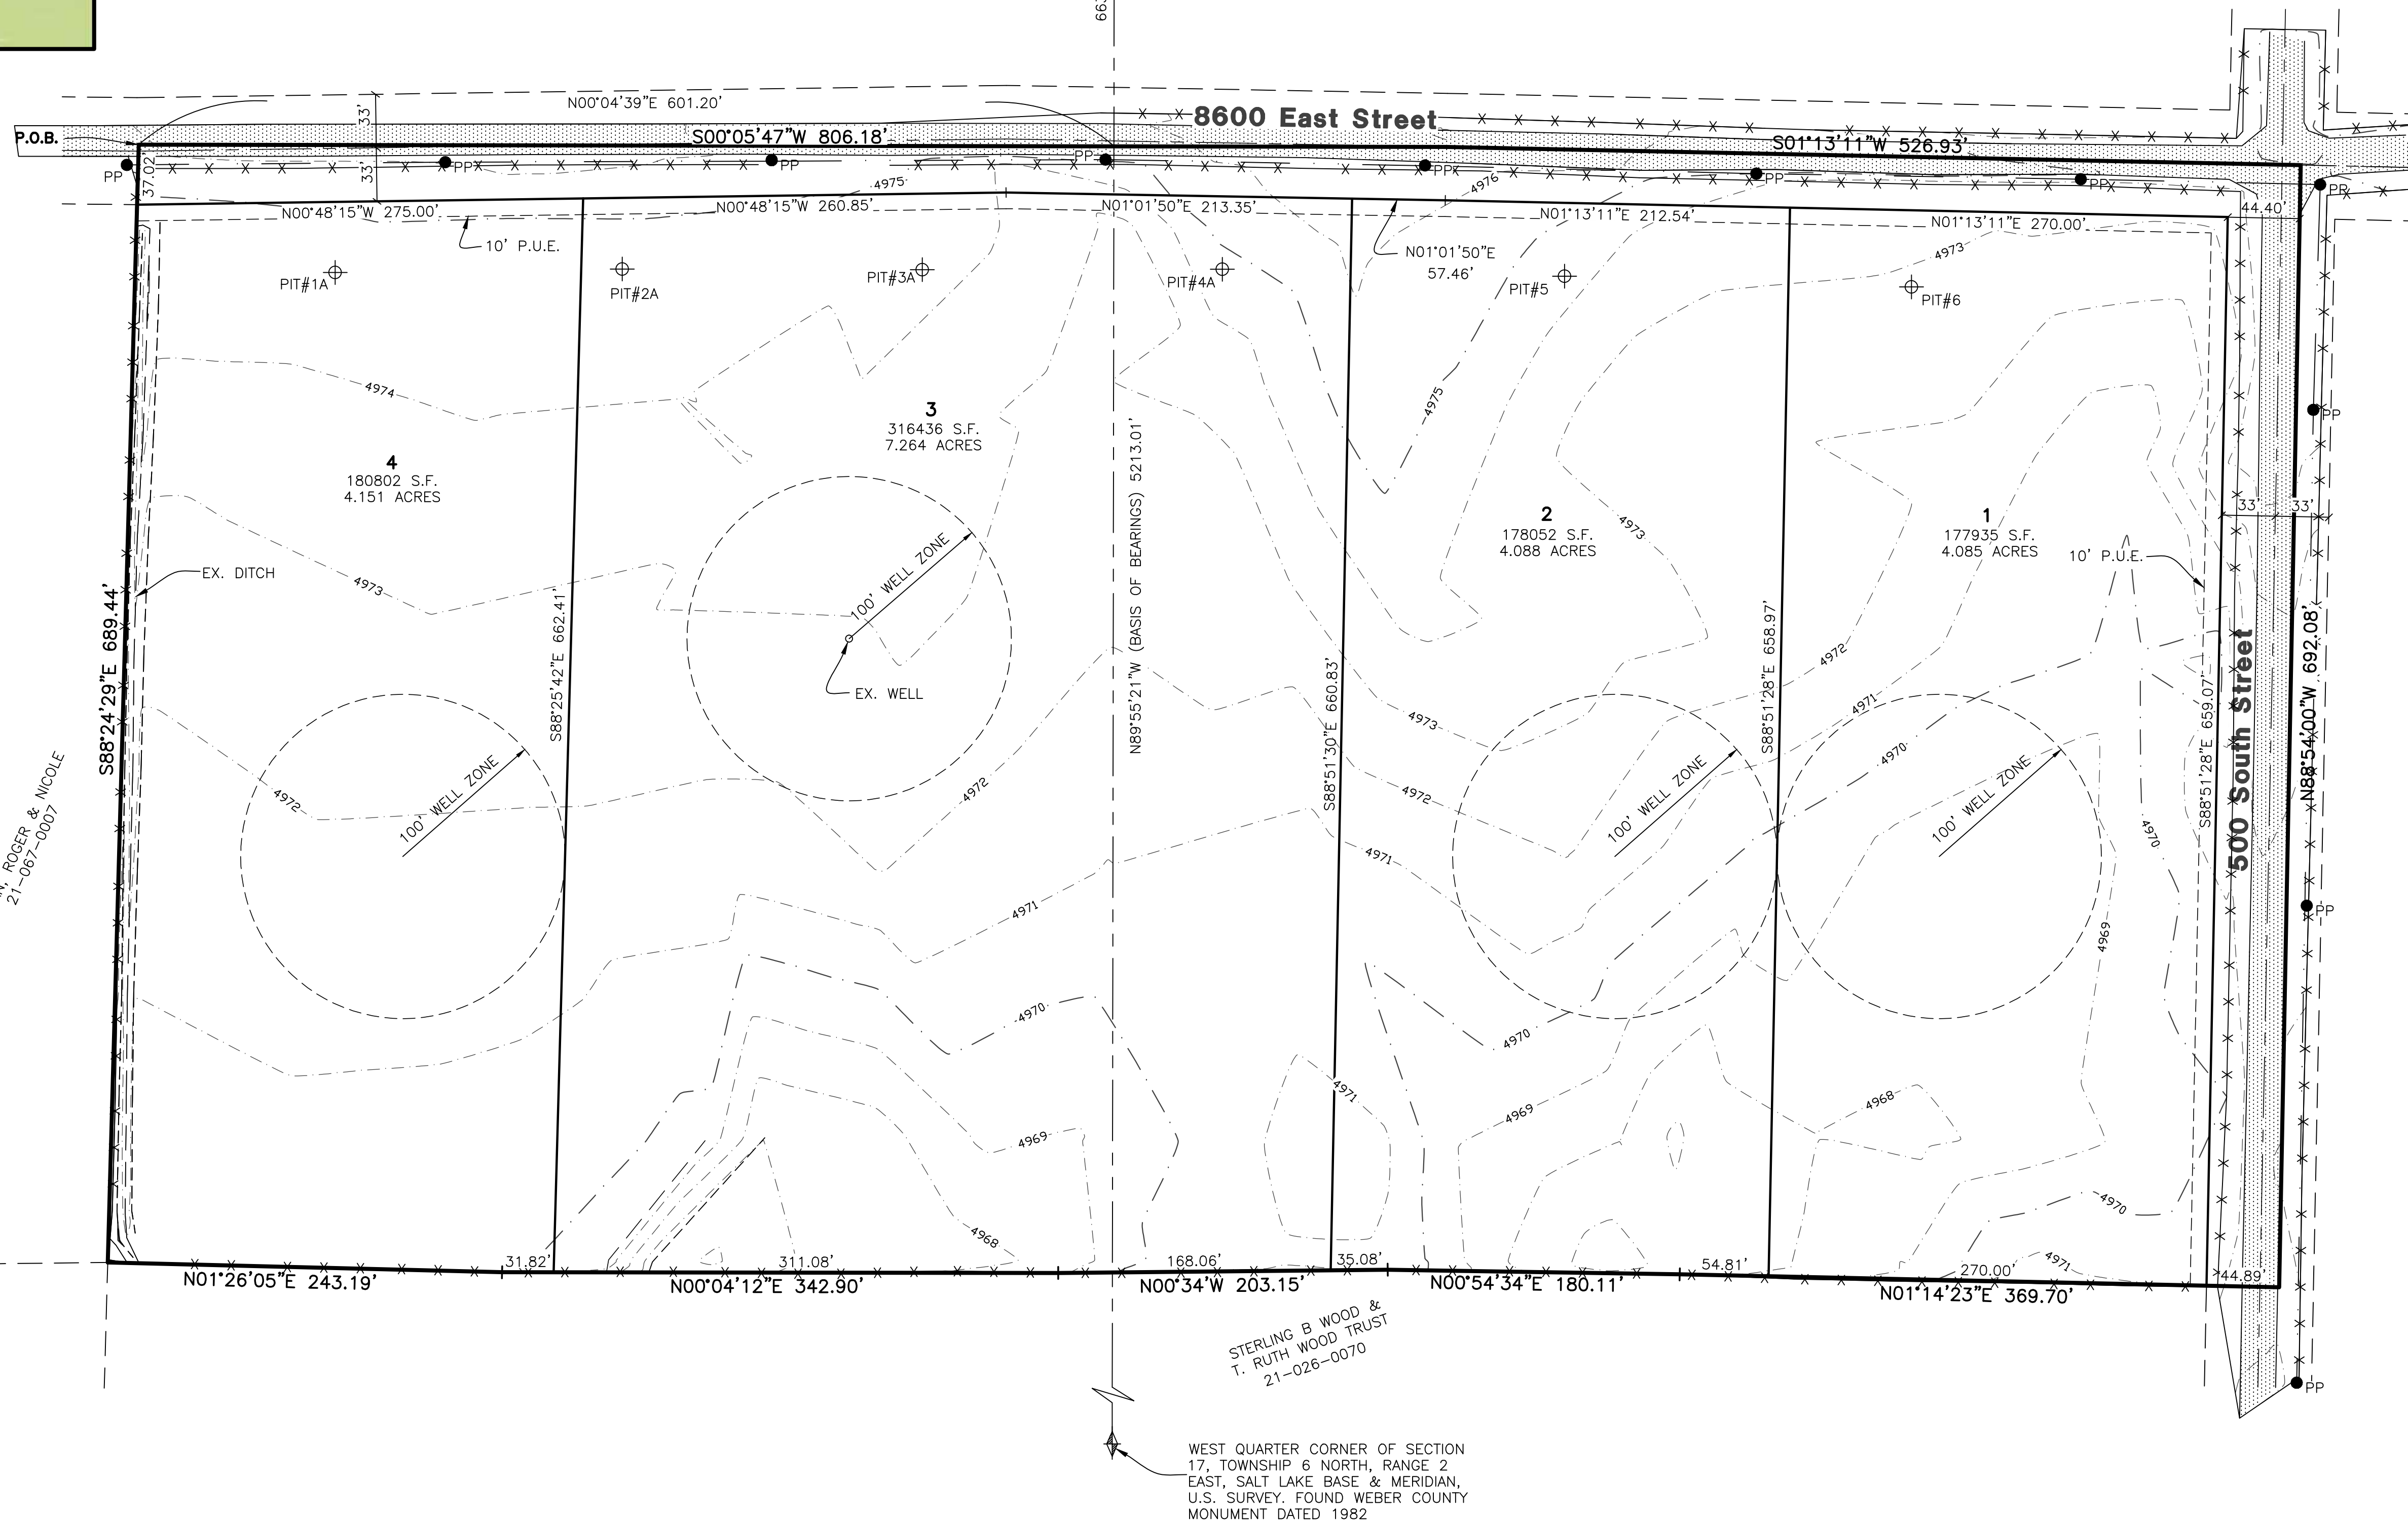 663
N00°04'39"E 601.20'
33'
8600 East Street
P.O.B.
S00°05'47"W 806.18'
S01°13'11"W 526.93'
33'
37.02'
PP
PP
PP
PP
PP
PP
PP
PP
4975
4976
N00°48'15"W 275.00'
N00°48'15"W 260.85'
N01°01'50"E 213.35'
N01°13'11"E 212.54'
N01°13'11"E 270.00'
44.40'
10' P.U.E.
N01°01'50"E
57.46'
4973
PIT#1A
PIT#2A
PIT#3A
PIT#4A
PIT#5
PIT#6
4974
4975
PP
3
316436 S.F.
7.264 ACRES
4
180802 S.F.
4.151 ACRES
N89°55'21"W (BASIS OF BEARINGS) 5213.01'
2
178052 S.F.
4.088 ACRES
4973
1
177935 S.F.
4.085 ACRES
33'
33'
10' P.U.E.
EX. DITCH
4973
100' WELL ZONE
EX. WELL
S88°24'29"E 689.44'
S88°25'42"E 662.41'
S88°51'30"E 660.83'
S88°51'28"E 658.97'
S88°51'28"E 659.07'
500 South Street
N88°54'00"W 692.08'
4972
4971
4973
4970
4972
4972
4972
100' WELL ZONE
100' WELL ZONE
100' WELL ZONE
4970
4971
4971
4969
PP
ROGER & NICOLE
21-067-0007
4970
4970
4971
4969
4969
4968
4970
4968
4971
31.82'
311.08'
168.06'
35.08'
54.81'
270.00'
44.89'
N01°26'05"E 243.19'
N00°04'12"E 342.90'
N00°34'W 203.15'
N00°54'34"E 180.11'
N01°14'23"E 369.70'
STERLING B WOOD &
T. RUTH WOOD TRUST
21-026-0070
PP
WEST QUARTER CORNER OF SECTION
17, TOWNSHIP 6 NORTH, RANGE 2
EAST, SALT LAKE BASE & MERIDIAN,
U.S. SURVEY. FOUND WEBER COUNTY
MONUMENT DATED 1982